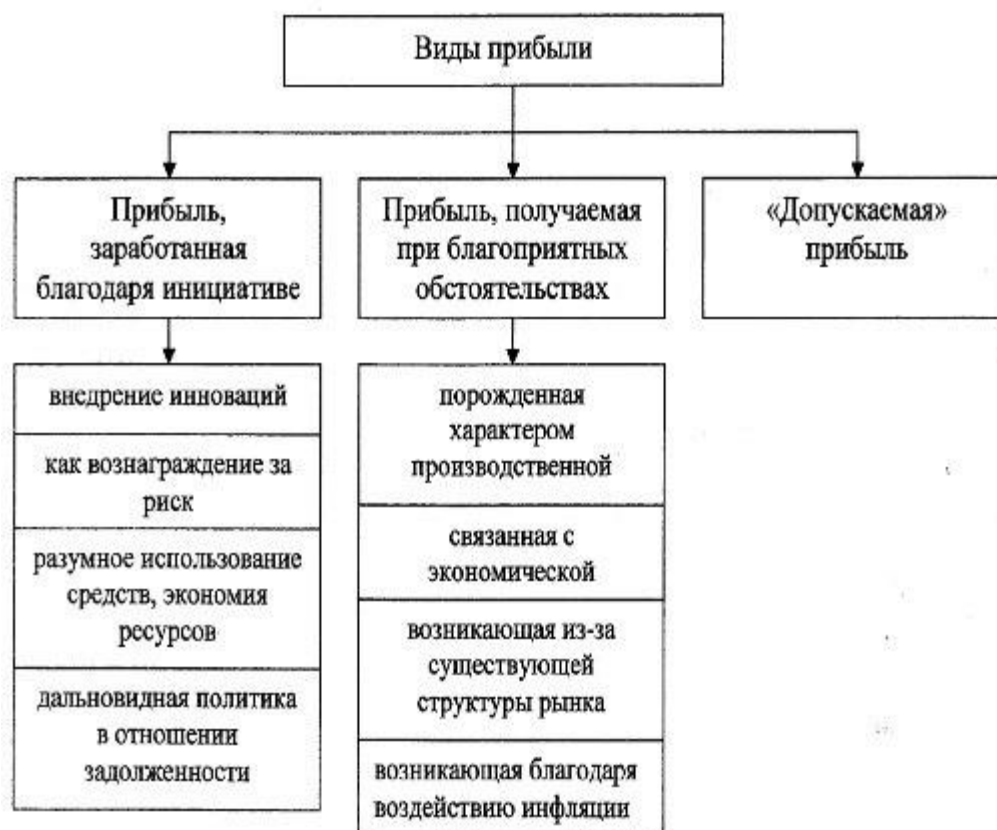 Виды прибыли
Прибыль,
заработанная
благодаря инициативе
Прибыль, получаемая
при благоприятных
обстоятельствах
«Допускаемая»
прибыль
внедрение инноваций
как вознаграждение за
риск
разумное использование
средств, экономия
ресурсов
дальновидная политика
в отношении
задолженности
порожденная
характером
производственной
связанная с
экономической
возникающая из-за
существующей
структуры рынка
возникающая благодаря
воздействию инфляции